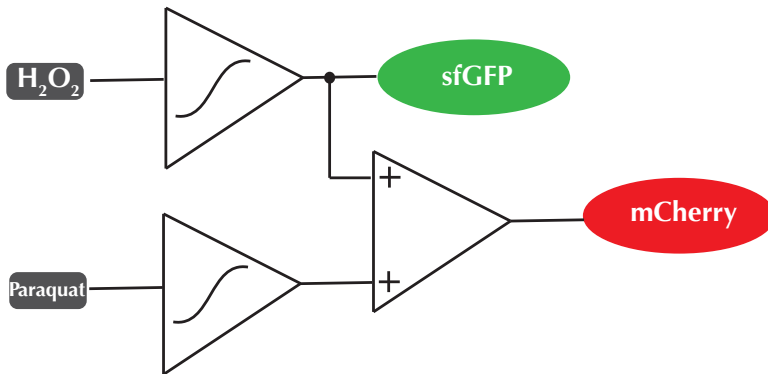 H₂O₂
sfGFP
+
mCherry
Paraquat
+